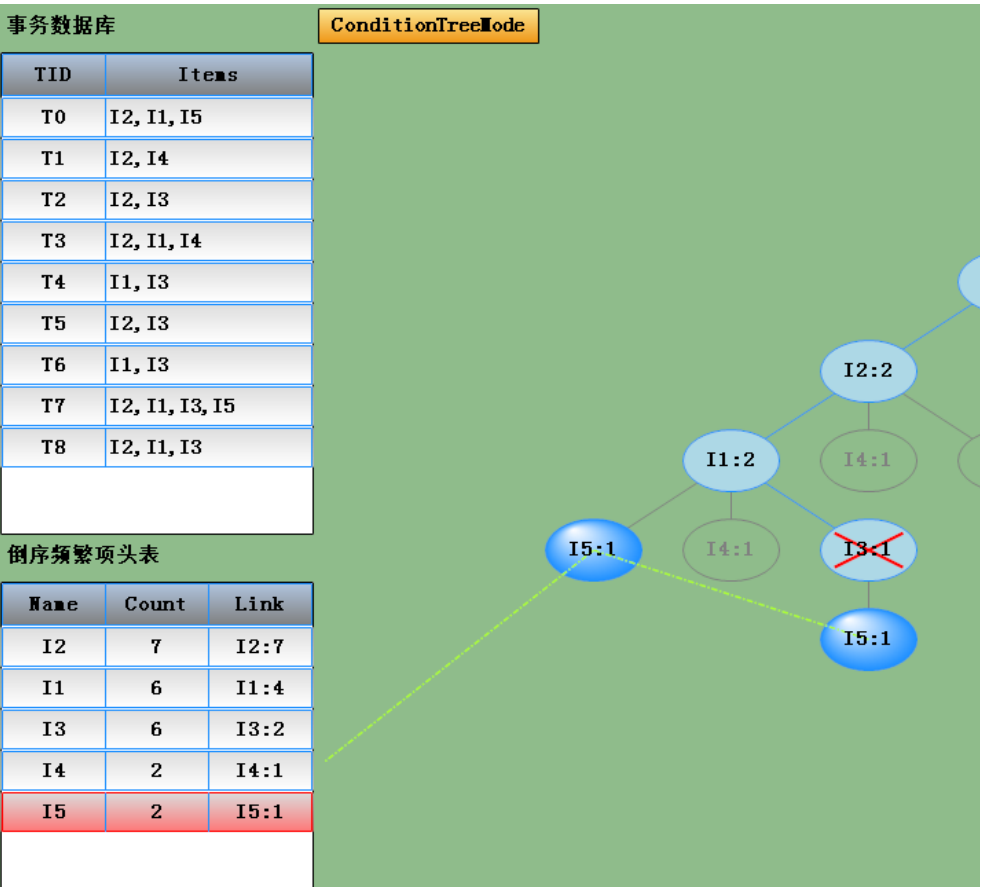 事务数据库
ConditionTreeMode
TID Items
T0 I2,I1,I5
T1 I2,I4
T2 I2,I3
T3 I2,I1,I4
T4 I1,I3
T5 I2,I3
T6 I1,I3
T7 I2,I1,I3,I5
T8 I2,I1,I3
I2:2
I1:2
I4:1
I5:1
I4:1
I3:1
I5:1
倒序频繁项头表
Name Count Link
I2 7 I2:7
I1 6 I1:4
I3 6 I3:2
I4 2 I4:1
I5 2 I5:1